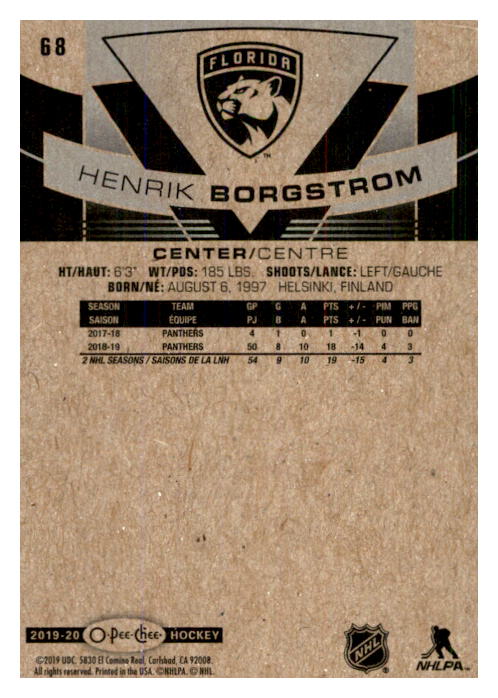 68
FLORIDA
TM
HENRIK BORGSTROM
CENTER/CENTRE
HT/HAUT: 6'3" WT/PDS: 185 LBS. SHOOTS/LANCE: LEFT/GAUCHE
BORN/NÉ: AUGUST 6, 1997 HELSINKI, FINLAND
SEASON TEAM GP G A PTS +/- PIM PPG
SAISON ÉQUIPE PJ B A PTS +/- PUN BAN
2017-18 PANTHERS 4 1 0 1 -1 0 0
2018-19 PANTHERS 50 8 10 18 -14 4 3
2 NHL SEASONS / SAISONS DE LA LNH 54 9 10 19 -15 4 3
2019-20 O-Pee-Chee HOCKEY
©2019 UDC. 5830 El Camino Real, Carlsbad, CA 92008.
All rights reserved. Printed in the USA. ©NHLPA. © NHL.
NHL ®
NHLPA